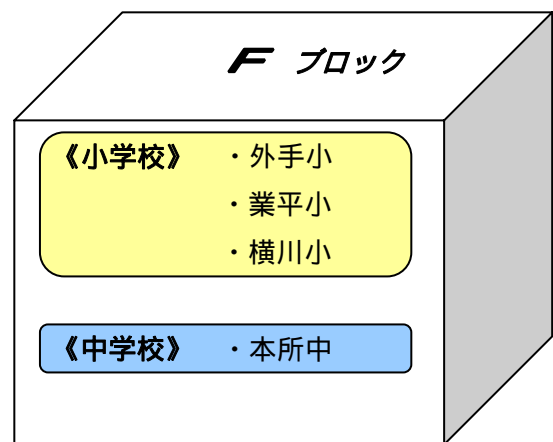 F ブロック
《小学校》 ・外手小
・業平小
・横川小
《中学校》 ・本所中